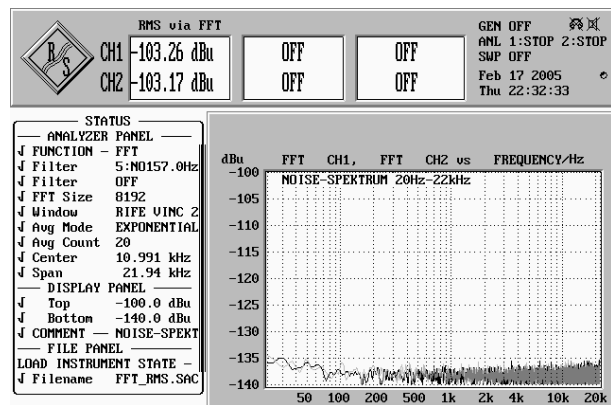 RMS via FFT
CH1 -103.26 dBu OFF OFF
CH2 -103.17 dBu OFF OFF
GEN OFF
ANL 1:STOP 2:STOP
SWP OFF
Feb 17 2005
Thu 22:32:33
R S
STATUS
ANALYZER PANEL
FUNCTION - FFT
Filter 5:NO157.0Hz
Filter OFF
FFT Size 8192
Window RIFE VINC 2
Avg Mode EXPONENTIAL
Avg Count 20
Center 10.991 kHz
Span 21.94 kHz
DISPLAY PANEL
Top -100.0 dBu
Bottom -140.0 dBu
COMMENT — NOISE-SPEKT
FILE PANEL
LOAD INSTRUMENT STATE -
Filename FFT_RMS.SAC
dBu FFT CH1, FFT CH2 vs FREQUENCY/Hz
NOISE-SPEKTRUM 20Hz-22kHz
-100
-105
-110
-115
-120
-125
-130
-135
-140
50 100 200 500 1k 2k 4k 10k 20k